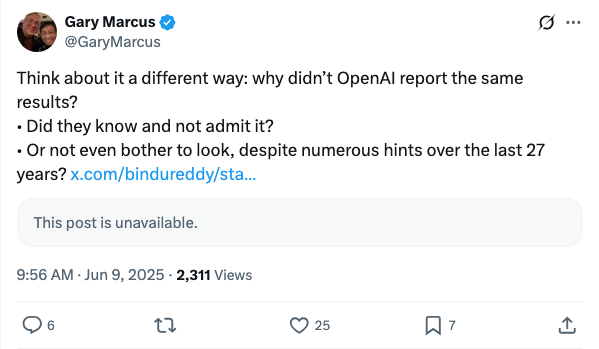 Gary Marcus
@GaryMarcus
Think about it a different way: why didn’t OpenAI report the same
results?
• Did they know and not admit it?
• Or not even bother to look, despite numerous hints over the last 27
years? x.com/bindureddy/sta...
This post is unavailable.
9:56 AM · Jun 9, 2025 · 2,311 Views
6 25 7